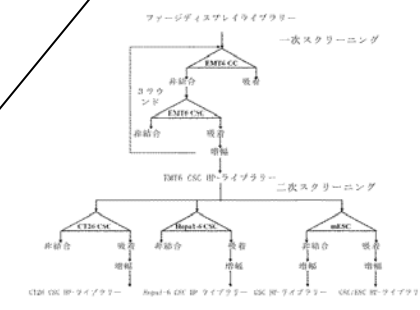 ファージディスプレイライブラリー
一次スクリーニング
EMT6 CC
非結合
吸着
3ラウ
ンド
EMT6 CSC
非結合
吸着
増幅
EMT6 CSC HP-ライブラリー
二次スクリーニング
CT26 CSC
Hepa1-6 CSC
mESC
非結合
吸着
非結合
吸着
非結合
吸着
増幅
増幅
増幅
増幅
CT26 CSC HP-ライブラリー
Hepa1-6 CSC HP ライブラリー
CSC HP-ライブラリー
CSC/ESC HP-ライブラリー